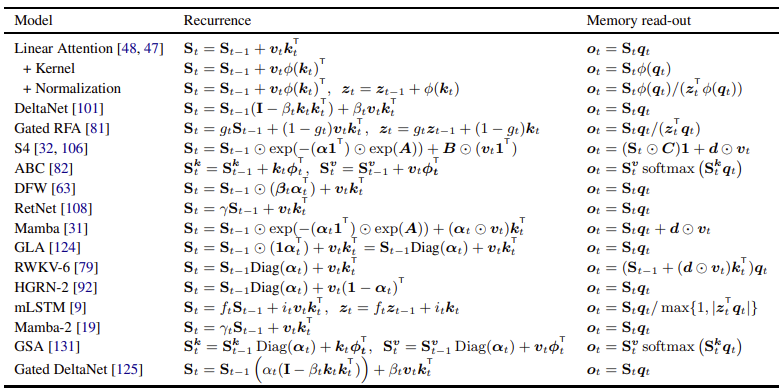 Model Recurrence Memory read-out
Linear Attention [48, 47] S_t = S_{t−1} + v_t k_t^⊤ o_t = S_t q_t
+ Kernel S_t = S_{t−1} + v_t ϕ(k_t)^⊤ o_t = S_t ϕ(q_t)
+ Normalization S_t = S_{t−1} + v_t ϕ(k_t)^⊤, z_t = z_{t−1} + ϕ(k_t) o_t = S_t ϕ(q_t)/(z_t^⊤ ϕ(q_t))
DeltaNet [101] S_t = S_{t−1}(I − β_t k_t k_t^⊤) + β_t v_t k_t^⊤ o_t = S_t q_t
Gated RFA [81] S_t = g_t S_{t−1} + (1 − g_t) v_t k_t^⊤, z_t = g_t z_{t−1} + (1 − g_t) k_t o_t = S_t q_t/(z_t^⊤ q_t)
S4 [32, 106] S_t = S_{t−1} ⊙ exp(−(α1^⊤) ⊙ exp(A)) + B ⊙ (v_t 1^⊤) o_t = (S_t ⊙ C)1 + d ⊙ v_t
ABC [82] S_t^k = S_{t−1}^k + k_t ϕ_t^⊤, S_t^v = S_{t−1}^v + v_t ϕ_t^⊤ o_t = S_t^v softmax (S_t^k q_t)
DFW [63] S_t = S_{t−1} ⊙ (β_t α_t^⊤) + v_t k_t^⊤ o_t = S_t q_t
RetNet [108] S_t = γS_{t−1} + v_t k_t^⊤ o_t = S_t q_t
Mamba [31] S_t = S_{t−1} ⊙ exp(−(α_t 1^⊤) ⊙ exp(A)) + (α_t ⊙ v_t) k_t^⊤ o_t = S_t q_t + d ⊙ v_t
GLA [124] S_t = S_{t−1} ⊙ (1α_t^⊤) + v_t k_t^⊤ = S_{t−1}Diag(α_t) + v_t k_t^⊤ o_t = S_t q_t
RWKV-6 [79] S_t = S_{t−1}Diag(α_t) + v_t k_t^⊤ o_t = (S_{t−1} + (d ⊙ v_t) k_t^⊤) q_t
HGRN-2 [92] S_t = S_{t−1}Diag(α_t) + v_t (1 − α_t)^⊤ o_t = S_t q_t
mLSTM [9] S_t = f_t S_{t−1} + i_t v_t k_t^⊤, z_t = f_t z_{t−1} + i_t k_t o_t = S_t q_t/ max{1, |z_t^⊤ q_t|}
Mamba-2 [19] S_t = γ_t S_{t−1} + v_t k_t^⊤ o_t = S_t q_t
GSA [131] S_t^k = S_{t−1}^k Diag(α_t) + k_t ϕ_t^⊤, S_t^v = S_{t−1}^v Diag(α_t) + v_t ϕ_t^⊤ o_t = S_t^v softmax (S_t^k q_t)
Gated DeltaNet [125] S_t = S_{t−1} (α_t (I − β_t k_t k_t^⊤)) + β_t v_t k_t^⊤ o_t = S_t q_t